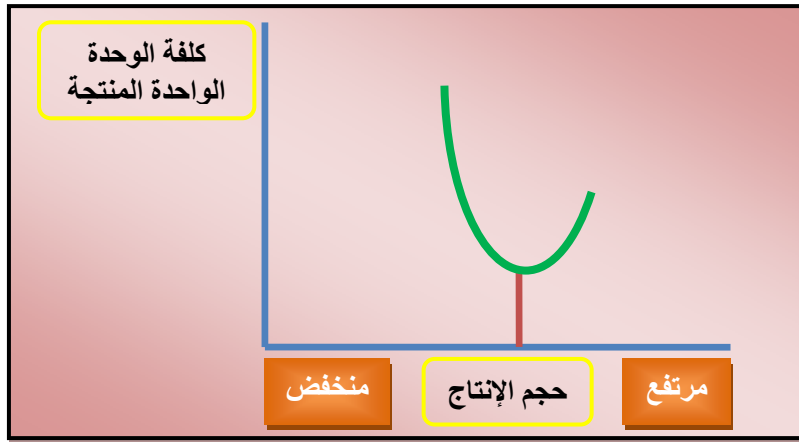 كلفة الوحدة
الواحدة المنتجة
مرتفع
حجم الإنتاج
منخفض